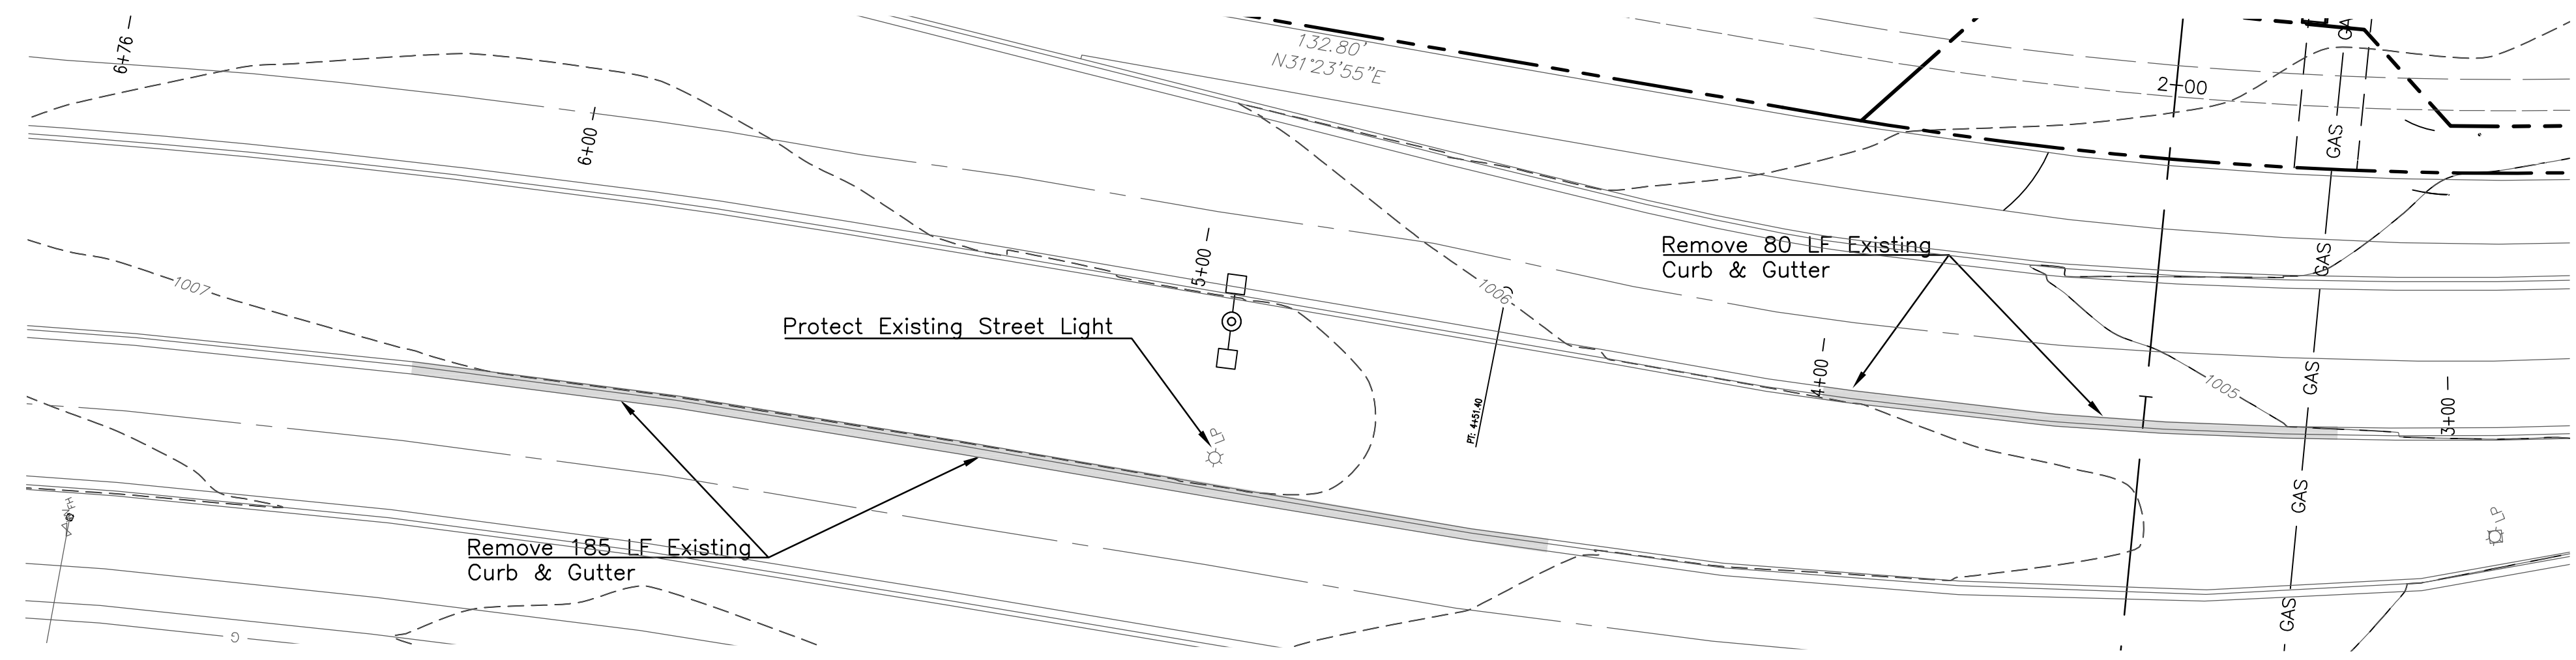 6+76
132.80'
N31°23'55"E
GA
2+00
6+00
GAS
5+00
1007
Protect Existing Street Light
1006
Remove 80 LF Existing
Curb & Gutter
GAS
4+00
GAS
1005
3+00
PT: 4+51.40
LP
GAS
LP
Remove 185 LF Existing
Curb & Gutter
GAS
G